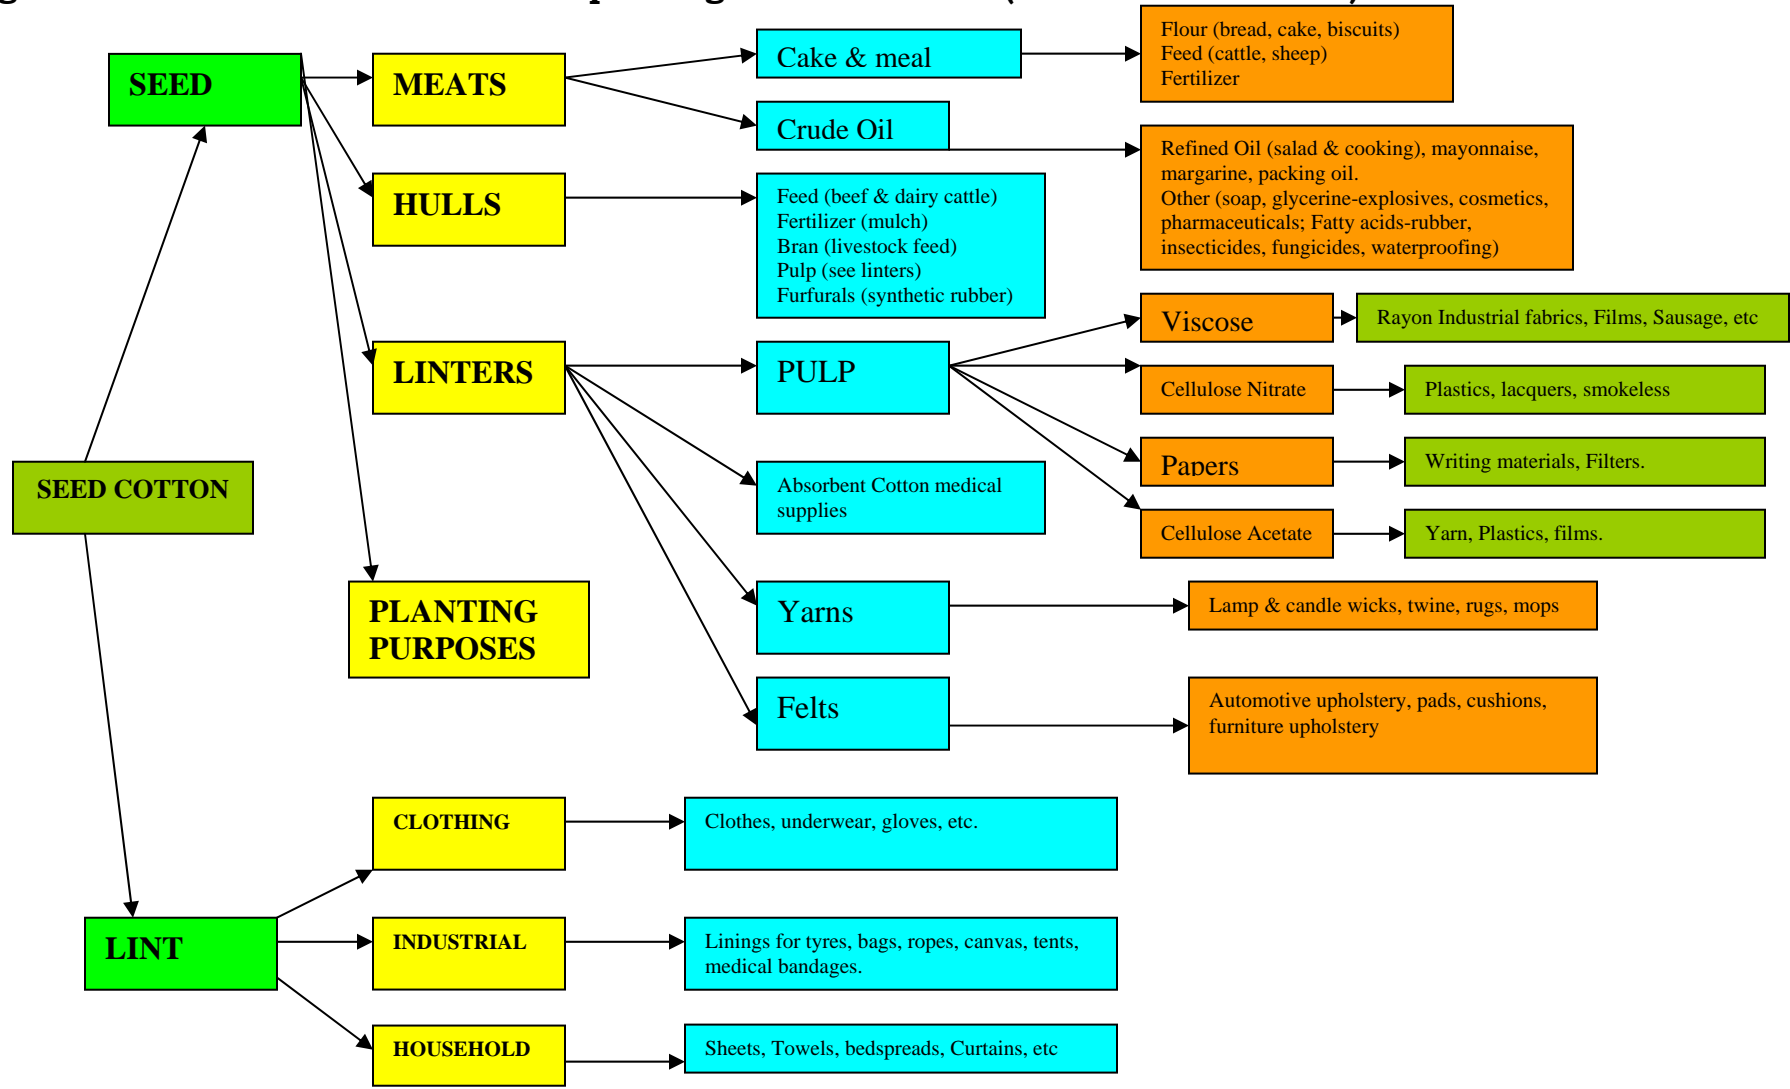 Cake & meal
Flour (bread, cake, biscuits)
Feed (cattle, sheep)
Fertilizer
SEED
MEATS
Crude Oil
Refined Oil (salad & cooking), mayonnaise,
margarine, packing oil.
Other (soap, glycerine-explosives, cosmetics,
pharmaceuticals; Fatty acids-rubber,
insecticides, fungicides, waterproofing)
HULLS
Feed (beef & dairy cattle)
Fertilizer (mulch)
Bran (livestock feed)
Pulp (see linters)
Furfurals (synthetic rubber)
Viscose
Rayon Industrial fabrics, Films, Sausage, etc
LINTERS
PULP
Cellulose Nitrate
Plastics, lacquers, smokeless
Papers
Writing materials, Filters.
SEED COTTON
Absorbent Cotton medical
supplies
Cellulose Acetate
Yarn, Plastics, films.
PLANTING
PURPOSES
Yarns
Lamp & candle wicks, twine, rugs, mops
Felts
Automotive upholstery, pads, cushions,
furniture upholstery
CLOTHING
Clothes, underwear, gloves, etc.
LINT
INDUSTRIAL
Linings for tyres, bags, ropes, canvas, tents,
medical bandages.
HOUSEHOLD
Sheets, Towels, bedspreads, Curtains, etc